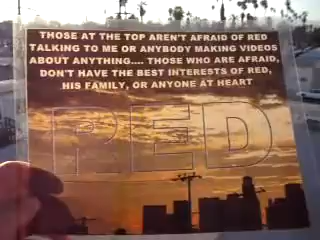 THOSE AT THE TOP AREN'T AFRAID OF RED
TALKING TO ME OR ANYBODY MAKING VIDEOS
ABOUT ANYTHING.... THOSE WHO ARE AFRAID,
DON'T HAVE THE BEST INTERESTS OF RED,
HIS FAMILY, OR ANYONE AT HEART
RED